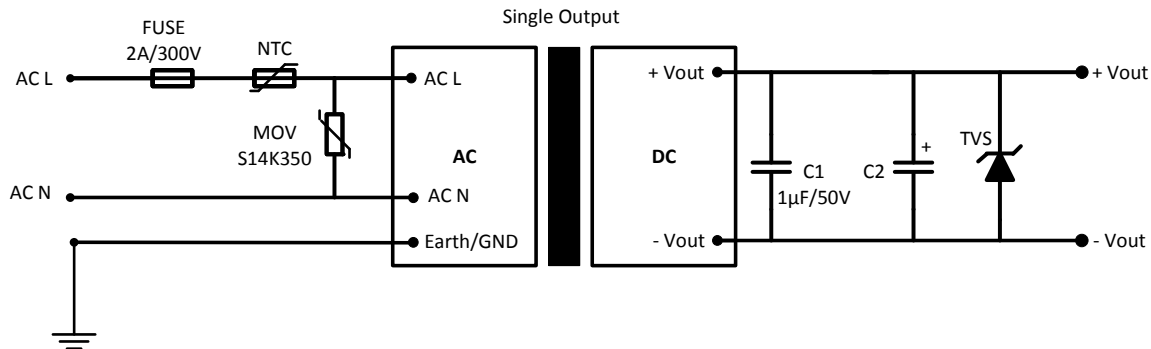 Single Output
FUSE
2A/300V
NTC
AC L
AC L
MOV
S14K350
AC
AC N
AC N
Earth/GND
+ Vout
DC
- Vout
C1
1µF/50V
C2
+
TVS
+ Vout
- Vout